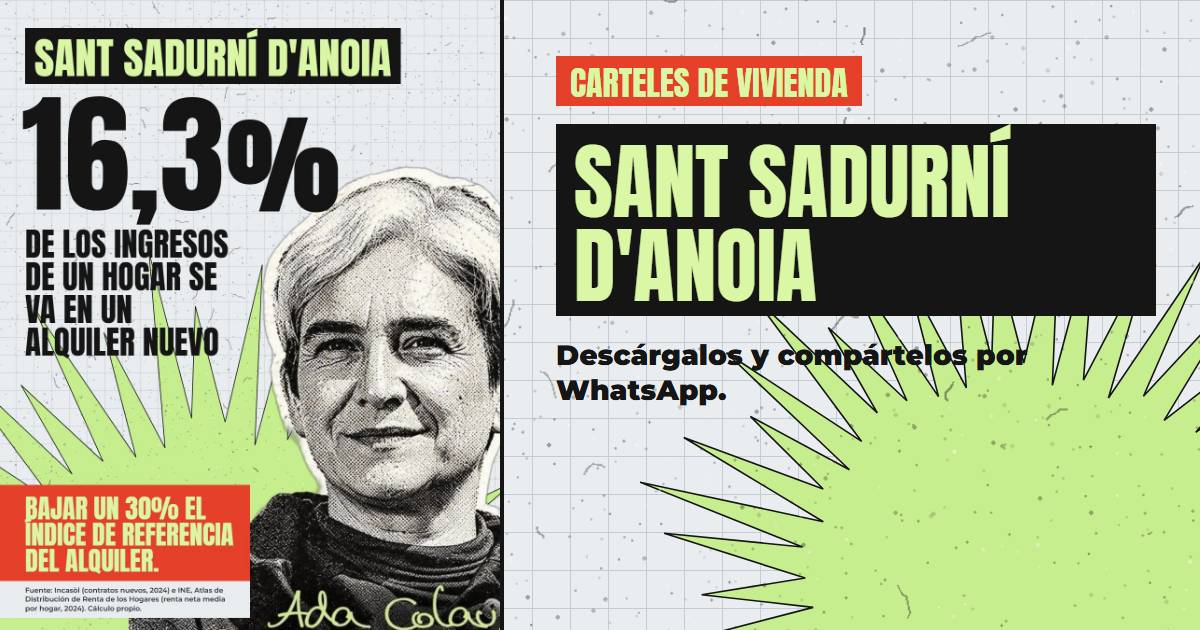 SANT SADURNÍ D'ANOIA
16,3%
DE LOS INGRESOS
DE UN HOGAR SE
VA EN UN
ALQUILER NUEVO
BAJAR UN 30% EL
ÍNDICE DE REFERENCIA
DEL ALQUILER.
Fuente: Incasòl (contratos nuevos, 2024) e INE, Atlas de
Distribución de Renta de los Hogares (renta neta media
por hogar, 2024). Cálculo propio.
Ada Colau
CARTELES DE VIVIENDA
SANT SADURNÍ
D'ANOIA
Descárgalos y compártelos por
WhatsApp.